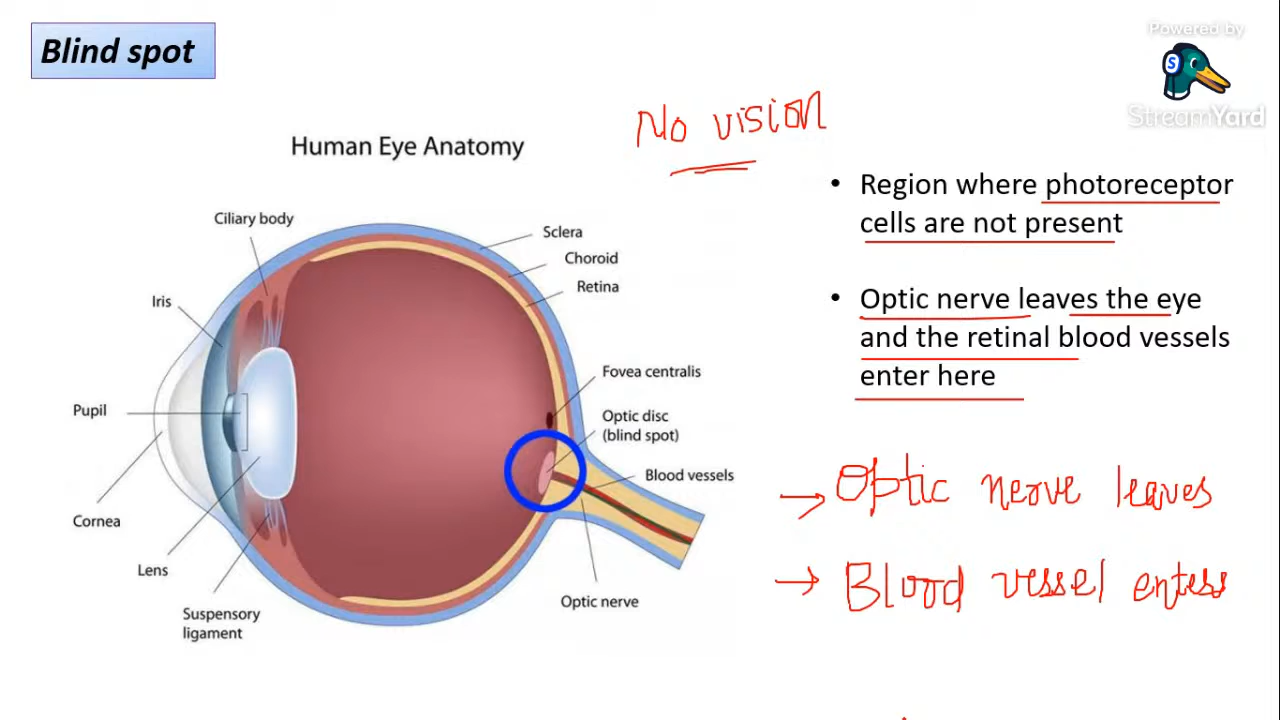 Blind spot
Powered by
S
StreamYard
No vision
Human Eye Anatomy
• Region where photoreceptor
cells are not present
• Optic nerve leaves the eye
and the retinal blood vessels
enter here
Ciliary body
Sclera
Choroid
Retina
Iris
Fovea centralis
Pupil
Optic disc
(blind spot)
Blood vessels
Cornea
Lens
Suspensory
ligament
Optic nerve
→ Optic nerve leaves
→ Blood vessel enters